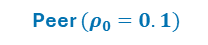 Peer (ρ₀ = 0.1)